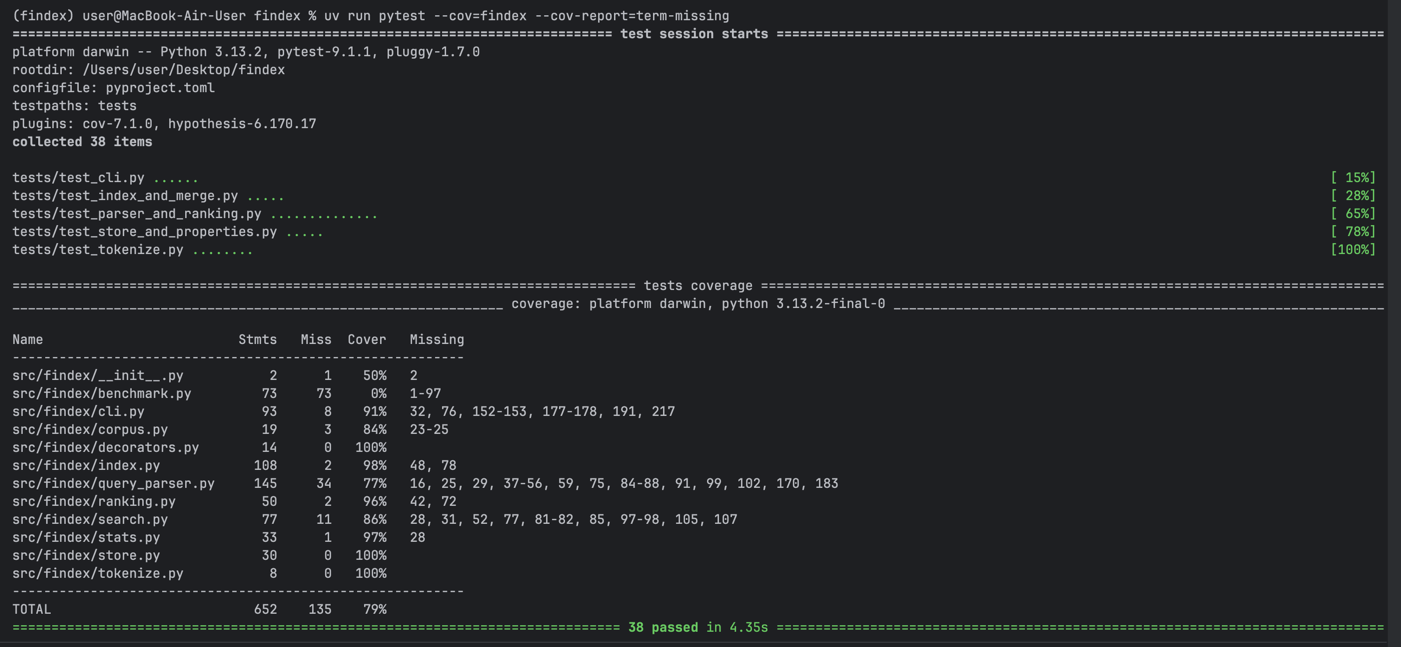 (findex) user@MacBook-Air-User findex % uv run pytest --cov=findex --cov-report=term-missing
============================================================================= test session starts ==============================================================================
platform darwin -- Python 3.13.2, pytest-9.1.1, pluggy-1.7.0
rootdir: /Users/user/Desktop/findex
configfile: pyproject.toml
testpaths: tests
plugins: cov-7.1.0, hypothesis-6.170.17
collected 38 items
tests/test_cli.py ...... [ 15%]
tests/test_index_and_merge.py ..... [ 28%]
tests/test_parser_and_ranking.py .............. [ 65%]
tests/test_store_and_properties.py ..... [ 78%]
tests/test_tokenize.py ........ [100%]
================================================================================ tests coverage ================================================================================
_______________________________________________________________ coverage: platform darwin, python 3.13.2-final-0 _______________________________________________________________
Name                            Stmts   Miss  Cover   Missing
----------------------------------------------------------
src/findex/__init__.py           2      1    50%   2
src/findex/benchmark.py         73     73     0%   1-97
src/findex/cli.py               93      8    91%   32, 76, 152-153, 177-178, 191, 217
src/findex/corpus.py            19      3    84%   23-25
src/findex/decorators.py        14      0   100%
src/findex/index.py            108      2    98%   48, 78
src/findex/query_parser.py     145     34    77%   16, 25, 29, 37-56, 59, 75, 84-88, 91, 99, 102, 170, 183
src/findex/ranking.py           50      2    96%   42, 72
src/findex/search.py            77     11    86%   28, 31, 52, 77, 81-82, 85, 97-98, 105, 107
src/findex/stats.py             33      1    97%   28
src/findex/store.py             30      0   100%
src/findex/tokenize.py           8      0   100%
----------------------------------------------------------
TOTAL                          652    135    79%
============================================================================== 38 passed in 4.35s ==============================================================================